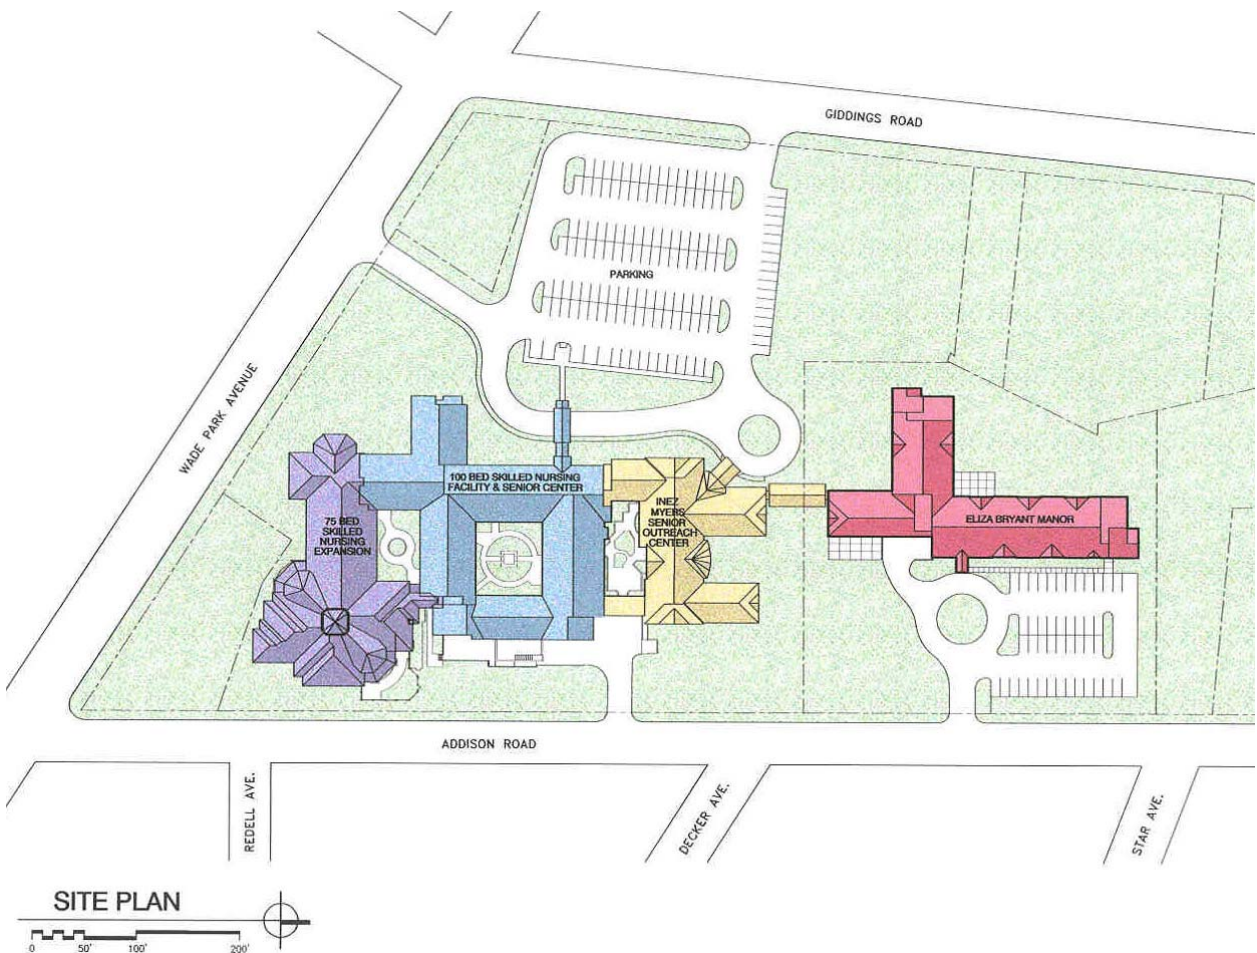 GIDDINGS ROAD
PARKING
WADE PARK AVENUE
100 BED SKILLED NURSING
FACILITY & SENIOR CENTER
INEZ
MYERS
SENIOR
OUTREACH
CENTER
75 BED
SKILLED
NURSING
EXPANSION
ELIZA BRYANT MANOR
ADDISON ROAD
REDELL AVE.
DECKER AVE.
STAR AVE.
SITE PLAN
0 50' 100' 200'